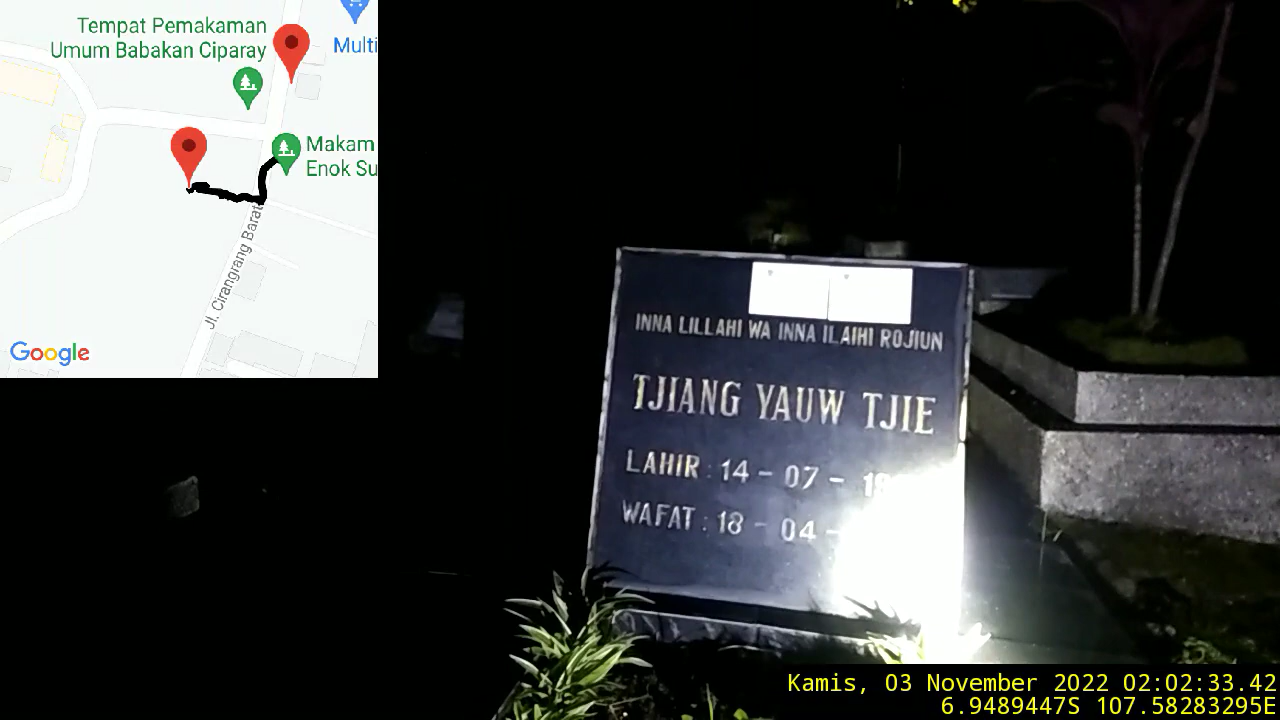 Tempat Pemakaman
Umum Babakan Ciparay
Multi
Makam
Enok Su
Jl. Cirangrang Barat
Google
INNA LILLAHI WA INNA ILAIHI ROJIUN
TJIANG YAUW TJIE
LAHIR : 14 - 07 -
WAFAT : 18 - 04 -
Kamis, 03 November 2022 02:02:33.42
6.9489447S 107.58283295E